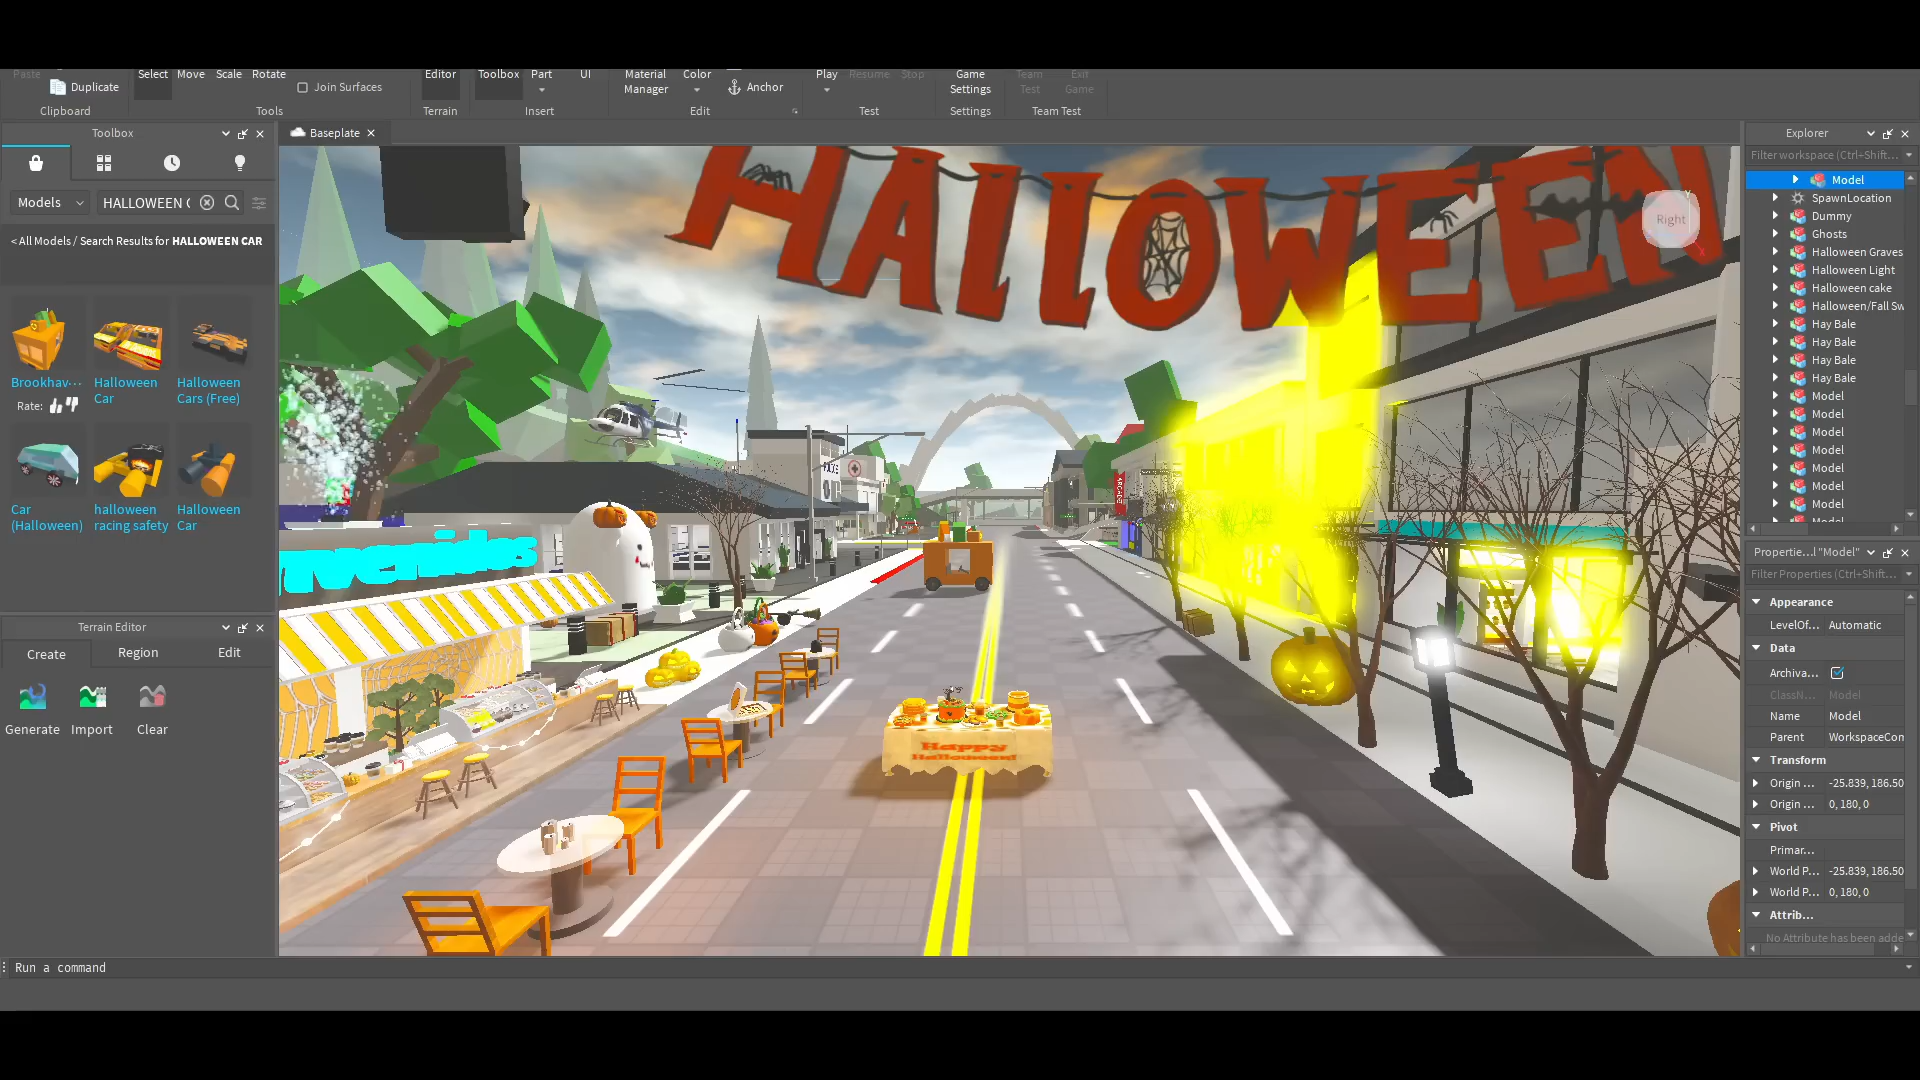 Paste
Duplicate
Clipboard
Select
Move
Scale
Rotate
Join Surfaces
Tools
Editor
Terrain
Toolbox
Part
UI
Insert
Material
Manager
Color
Anchor
Edit
Play
Resume
Stop
Test
Game
Settings
Settings
Team
Test
Exit
Game
Team Test
Toolbox
Models
HALLOWEEN C
< All Models / Search Results for HALLOWEEN CAR
Brookhav...
Rate:
Halloween
Car
Halloween
Cars (Free)
Car
(Halloween)
halloween
racing safety
Halloween
Car
Terrain Editor
Create
Region
Edit
Generate
Import
Clear
Baseplate
HALLOWEEN
Right
Y
X
ARCADE
Happy
Halloween!
Explorer
Filter workspace (Ctrl+Shift...
Model
SpawnLocation
Dummy
Ghosts
Halloween Graves
Halloween Light
Halloween cake
Halloween/Fall Sw
Hay Bale
Hay Bale
Hay Bale
Hay Bale
Model
Model
Model
Model
Model
Model
Model
Model
Propertie...l "Model"
Filter Properties (Ctrl+Shift...
Appearance
LevelOf... Automatic
Data
Archiva...
ClassN... Model
Name Model
Parent WorkspaceCom
Transform
Origin ... -25.839, 186.50
Origin ... 0, 180, 0
Pivot
Primar...
World P... -25.839, 186.50
World P... 0, 180, 0
Attrib...
No Attribute has been adde
Run a command